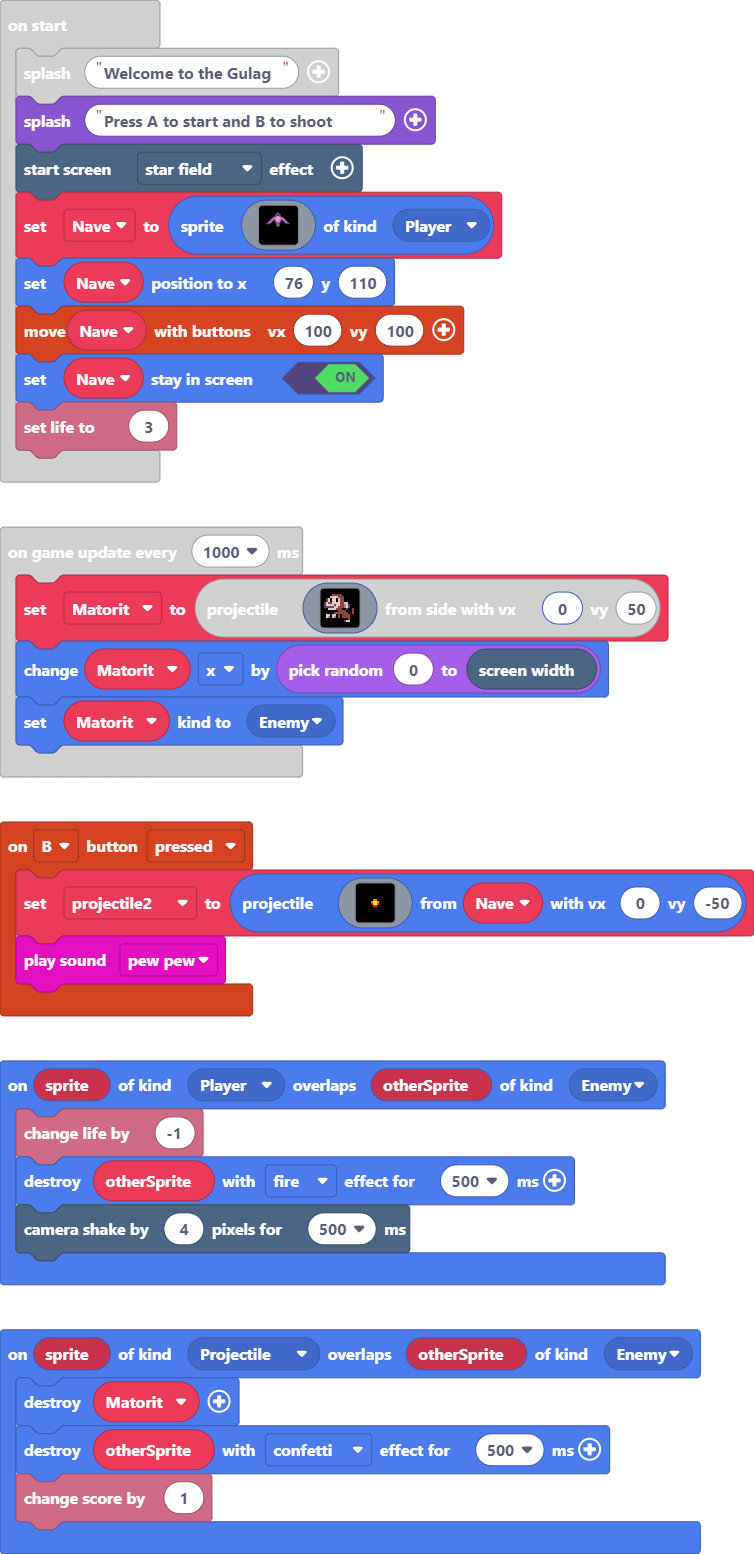 on start
splash "Welcome to the Gulag"
splash "Press A to start and B to shoot"
start screen star field effect
set Nave to sprite of kind Player
set Nave position to x 76 y 110
move Nave with buttons vx 100 vy 100
set Nave stay in screen ON
set life to 3
on game update every 1000 ms
set Matorit to projectile from side with vx 0 vy 50
change Matorit x by pick random 0 to screen width
set Matorit kind to Enemy
on B button pressed
set projectile2 to projectile from Nave with vx 0 vy -50
play sound pew pew
on sprite of kind Player overlaps otherSprite of kind Enemy
change life by -1
destroy otherSprite with fire effect for 500 ms
camera shake by 4 pixels for 500 ms
on sprite of kind Projectile overlaps otherSprite of kind Enemy
destroy Matorit
destroy otherSprite with confetti effect for 500 ms
change score by 1